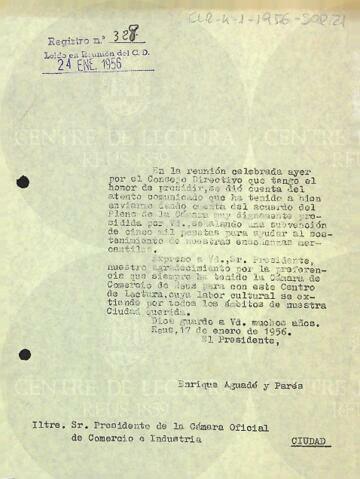 CLR-4-1-1956-S02.21
Registro n.º 328
Leído en Reunión del C. D.
24 ENE. 1956
En la reunión celebrada ayer
por el Consejo Directivo que tengo el
honor de presidir, se dió cuenta del
atento comunicado que ha tenido a bien
enviarme dando cuenta del acuerdo del
Pleno de la Cámara muy dignamente pre-
sidida por Vd. señalando una subvención
de cinco mil pesetas para ayudar al sos-
tenimiento de nuestras enseñanzas mer-
cantiles.
Expreso a Vd., Sr. Presidente,
nuestro agradecimiento por la preferen-
cia que siempre ha tenido la Cámara de
Comercio de Reus para con este Centro
de Lectura, cuya labor cultural se ex-
tiende por todos los ámbitos de nuestra
Ciudad querida.
Dios guarde a Vd. muchos años.
Reus, 17 de enero de 1956.
El Presidente,
Enrique Aguadé y Parés
Iltre. Sr. Presidente de la Cámara Oficial
de Comercio e Industria
CIUDAD